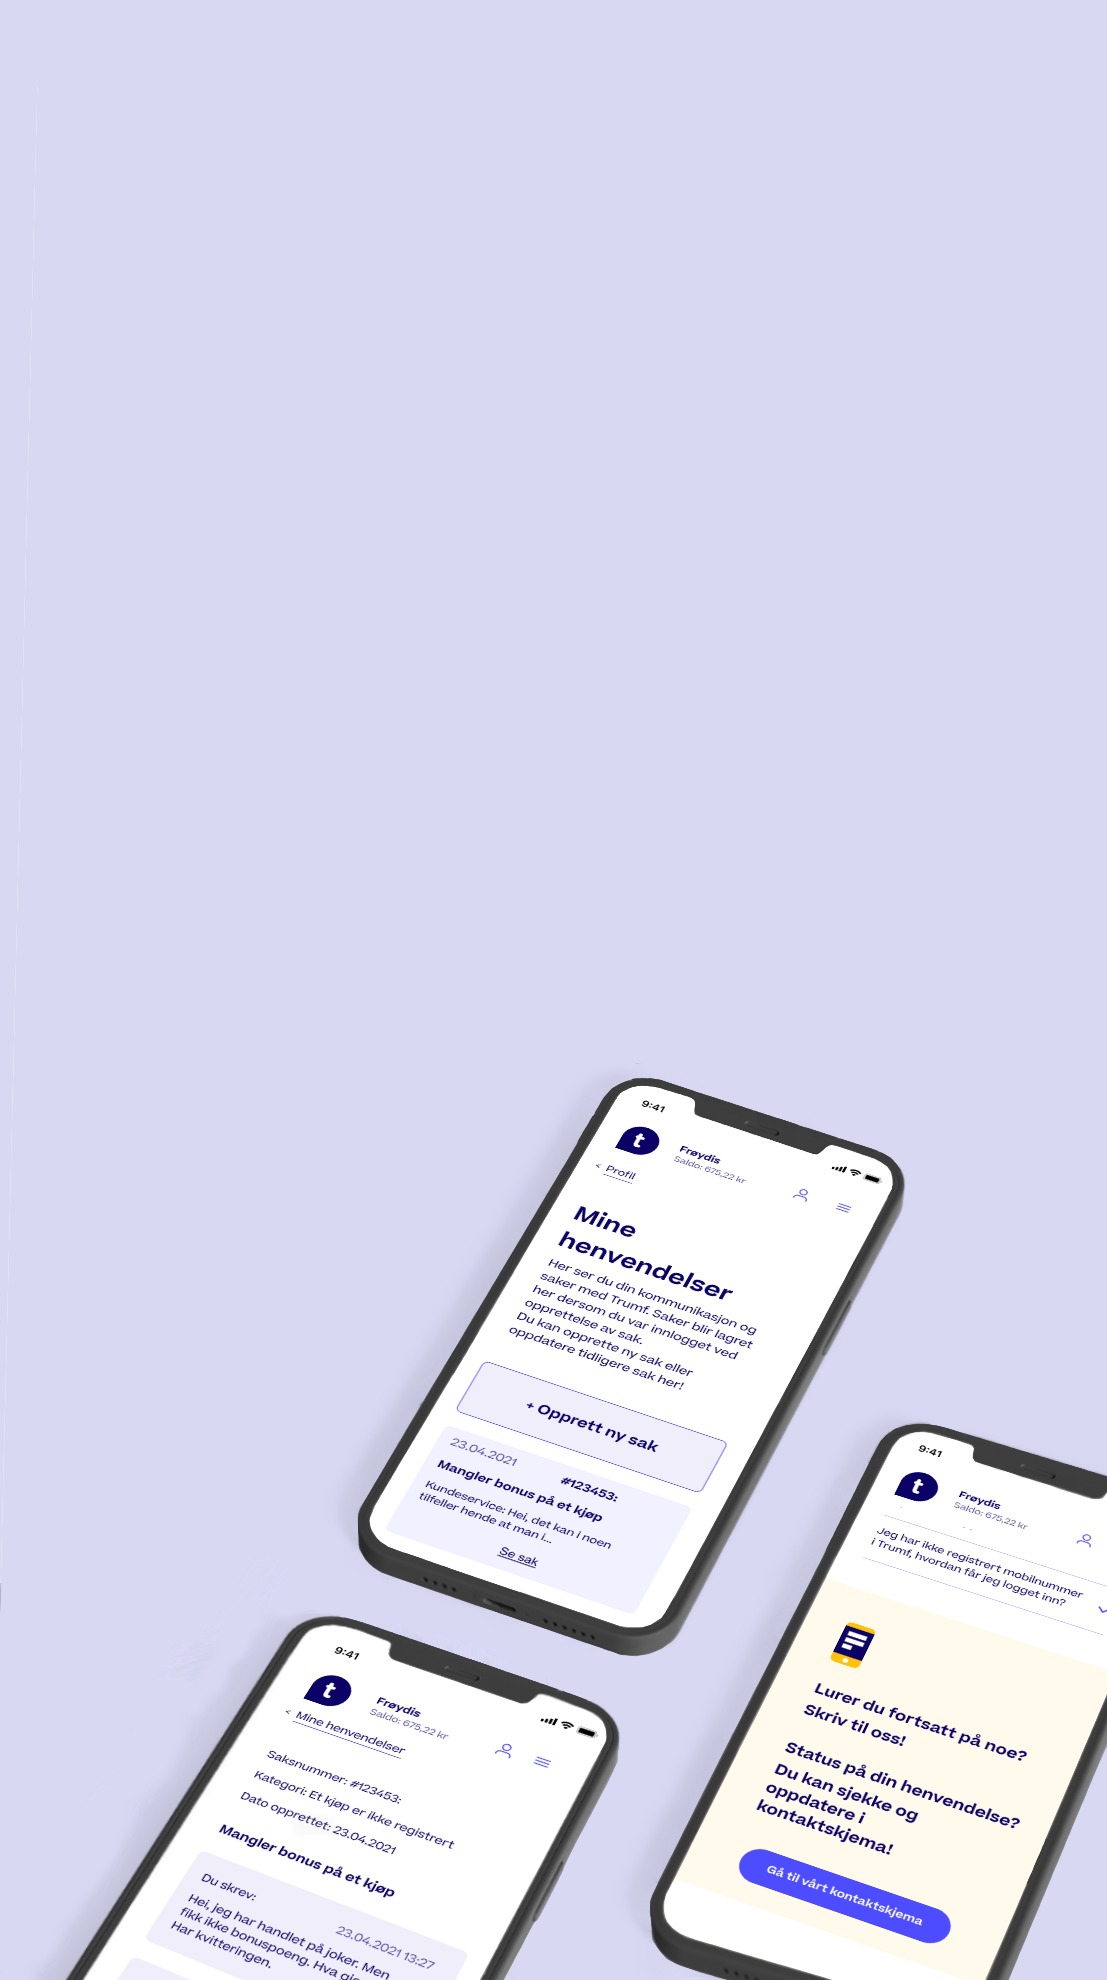 9:41
t
Frøydis
Saldo: 675,22 kr
< Profil
Mine
henvendelser
Her ser du din kommunikasjon og
saker med Trumf. Saker blir lagret
her dersom du var innlogget ved
opprettelse av sak.
Du kan opprette ny sak eller
oppdatere tidligere sak her!
+ Opprett ny sak
23.04.2021
#123453:
Mangler bonus på et kjøp
Kundeservice: Hei, det kan i noen
tilfeller hende at man i...
Se sak
9:41
t
Frøydis
Saldo: 675,22 kr
Jeg har ikke registrert mobilnummer
i Trumf, hvordan får jeg logget inn?
Lurer du fortsatt på noe?
Skriv til oss!
Status på din henvendelse?
Du kan sjekke og
oppdatere i
kontaktskjema!
Gå til vårt kontaktskjema
9:41
t
Frøydis
Saldo: 675,22 kr
< Mine henvendelser
Saksnummer: #123453:
Kategori: Et kjøp er ikke registrert
Dato opprettet: 23.04.2021
Mangler bonus på et kjøp
Du skrev:
23.04.2021 13:27
Hei, jeg har handlet på joker. Men
fikk ikke bonuspoeng. Hva
Har kvitteringen.